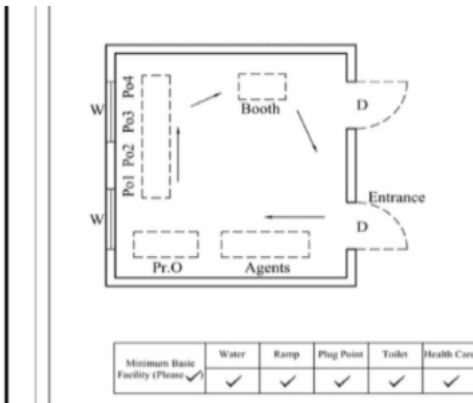 Po4
Po3
Po2
Po1
W
W
Booth
D
Entrance
D
Pr.O
Agents
Minimum Basic
Facility (Please ✓)
Water
Ramp
Plug Point
Toilet
Health Care
✓ ✓ ✓ ✓ ✓